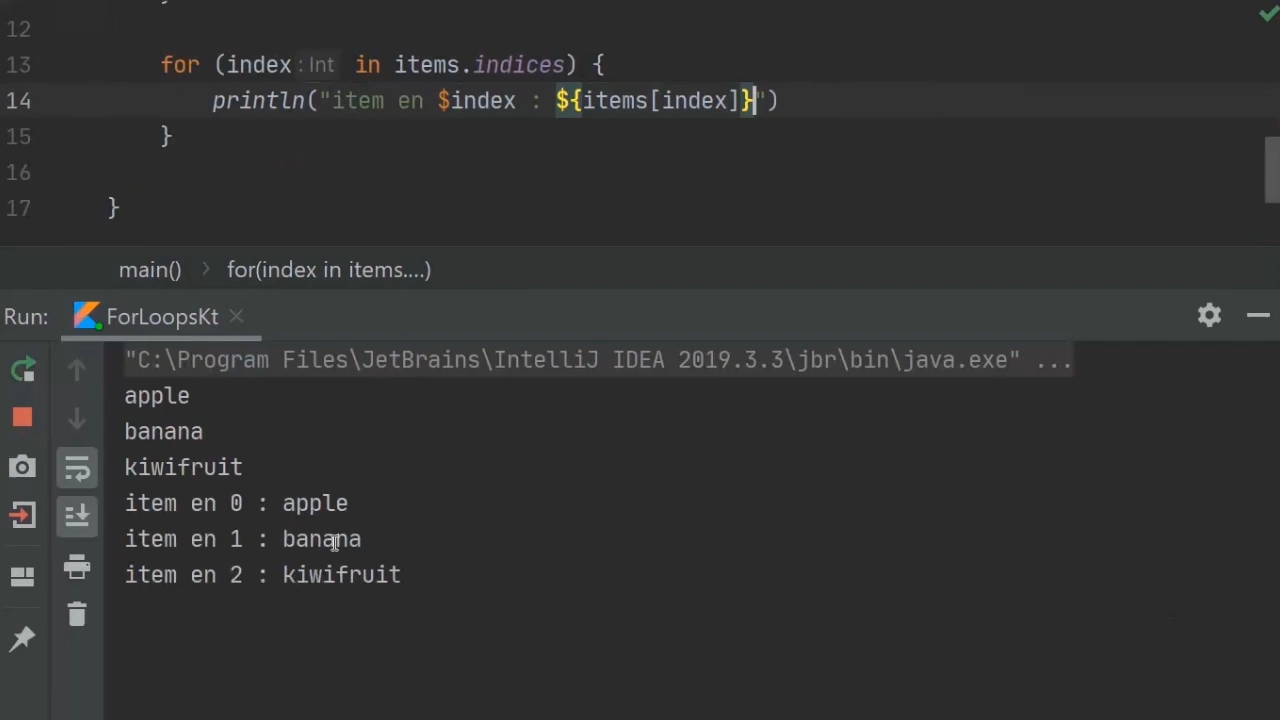 12
13 for (index: Int in items.indices) {
14 println("item en $index : ${items[index]}")
15 }
16
17 }
main() > for(index in items....)
Run: ForLoopsKt ×
"C:\Program Files\JetBrains\IntelliJ IDEA 2019.3.3\jbr\bin\java.exe" ...
apple
banana
kiwifruit
item en 0 : apple
item en 1 : banana
item en 2 : kiwifruit